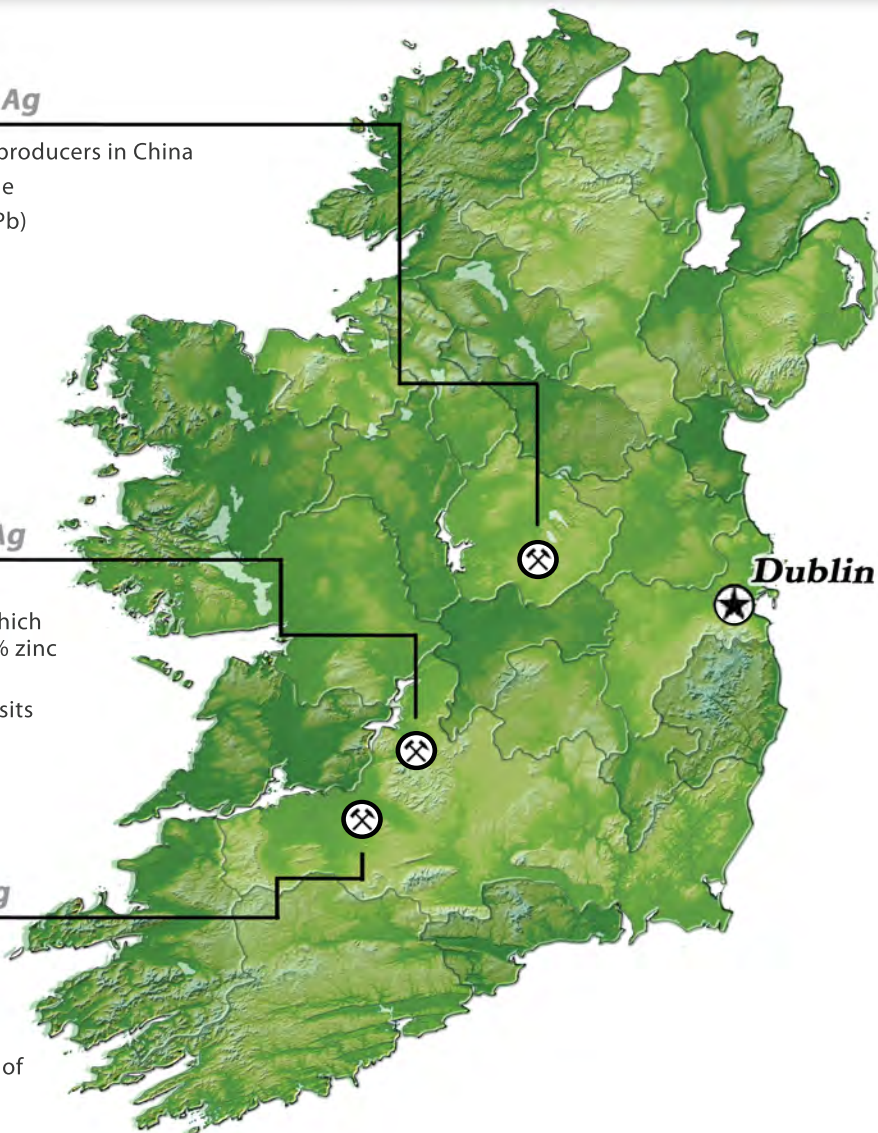 Ag
producers in China
e
Pb)
Ag
hich
% zinc
sits
Dublin
g
of